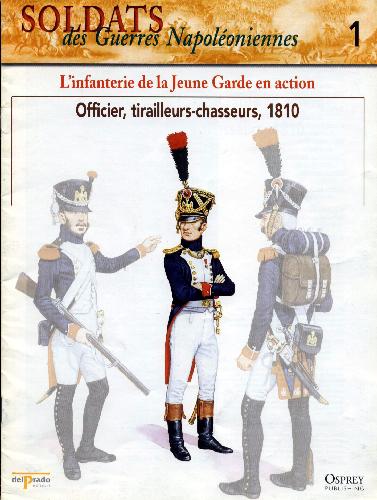 SOLDATS
des Guerres Napoléoniennes
1
L'infanterie de la Jeune Garde en action
Officier, tirailleurs-chasseurs, 1810
delPrado
OSPREY
PUBLISHING